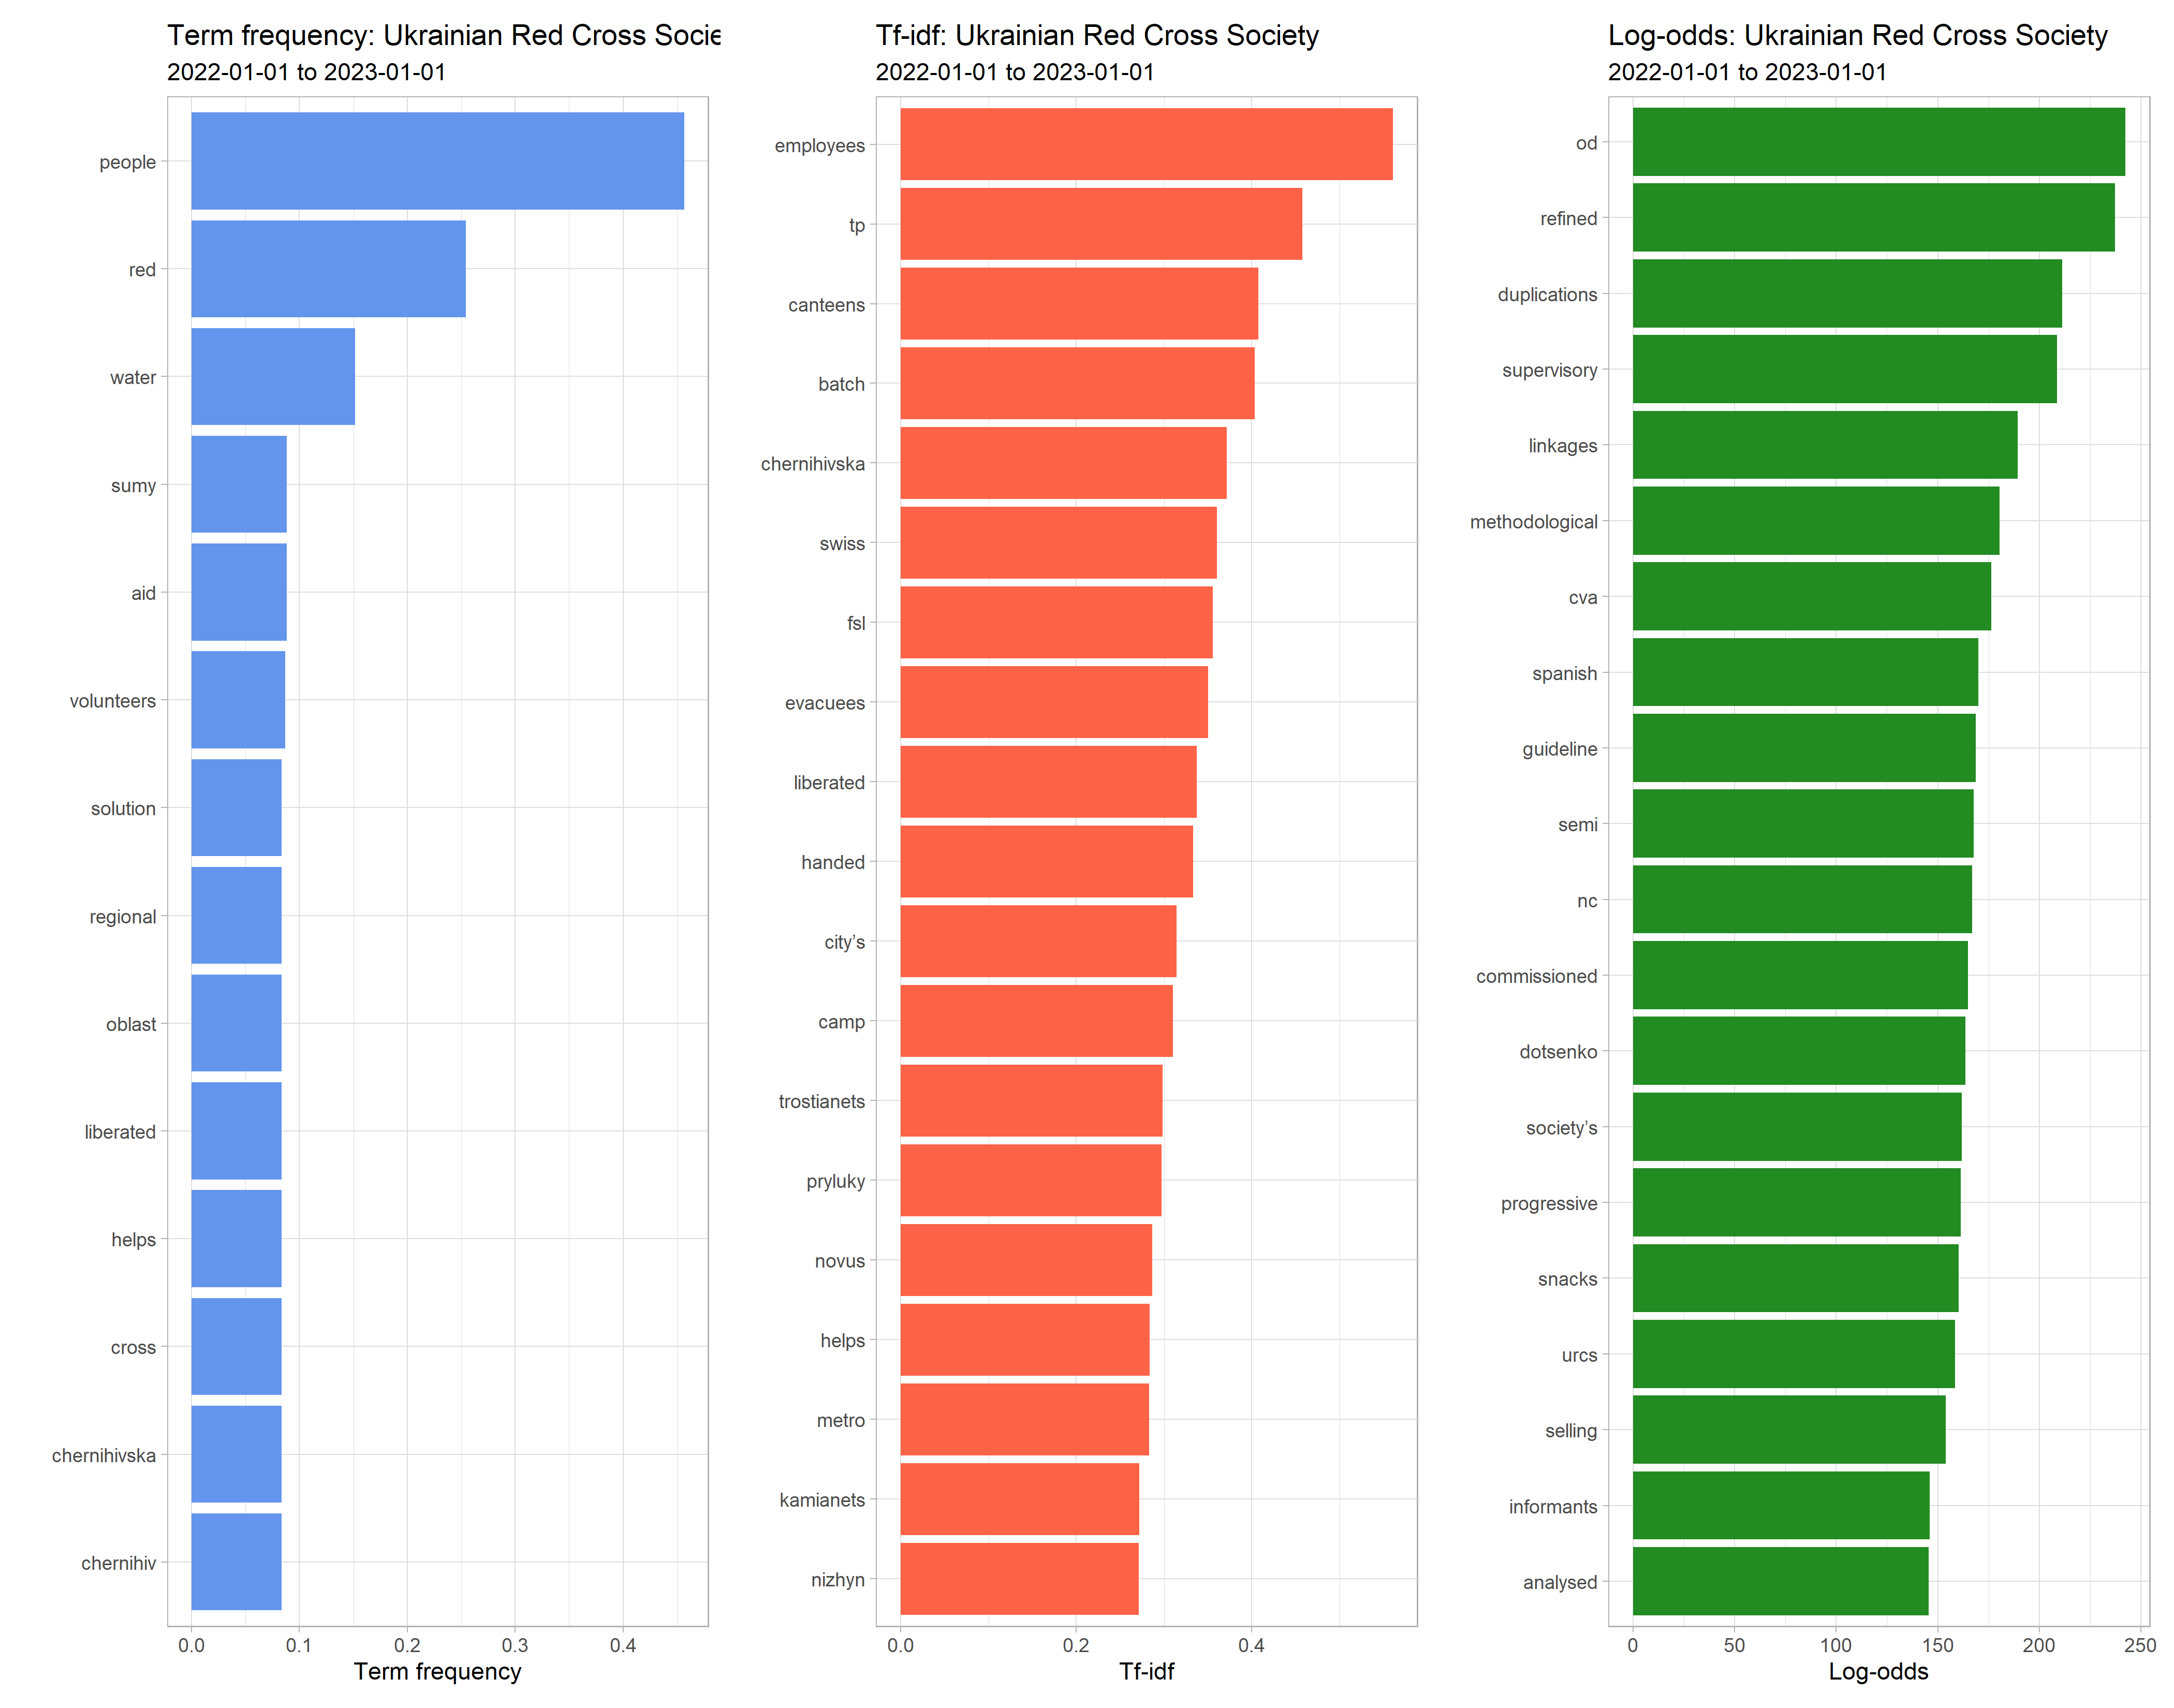 Term frequency: Ukrainian Red Cross Socie
2022-01-01 to 2023-01-01
people
red
water
sumy
aid
volunteers
solution
regional
oblast
liberated
helps
cross
chernihivska
chernihiv
0.0 0.1 0.2 0.3 0.4
Term frequency
Tf-idf: Ukrainian Red Cross Society
2022-01-01 to 2023-01-01
employees
tp
canteens
batch
chernihivska
swiss
fsl
evacuees
liberated
handed
city’s
camp
trostianets
pryluky
novus
helps
metro
kamianets
nizhyn
0.0 0.2 0.4
Tf-idf
Log-odds: Ukrainian Red Cross Society
2022-01-01 to 2023-01-01
od
refined
duplications
supervisory
linkages
methodological
cva
spanish
guideline
semi
nc
commissioned
dotsenko
society’s
progressive
snacks
urcs
selling
informants
analysed
0 50 100 150 200 250
Log-odds